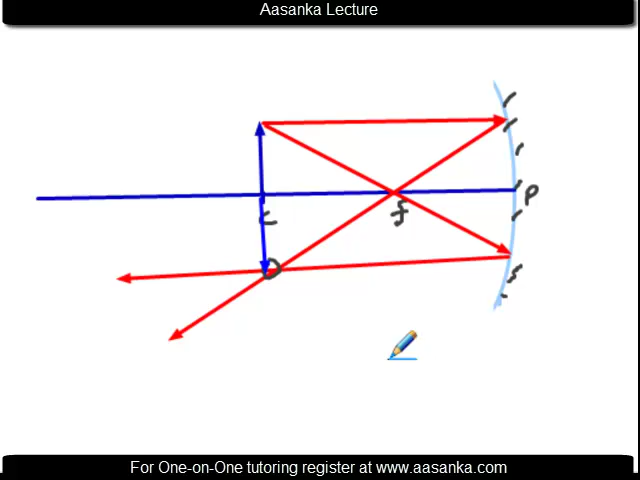 Aasanka Lecture
P
c
f
For One-on-One tutoring register at www.aasanka.com